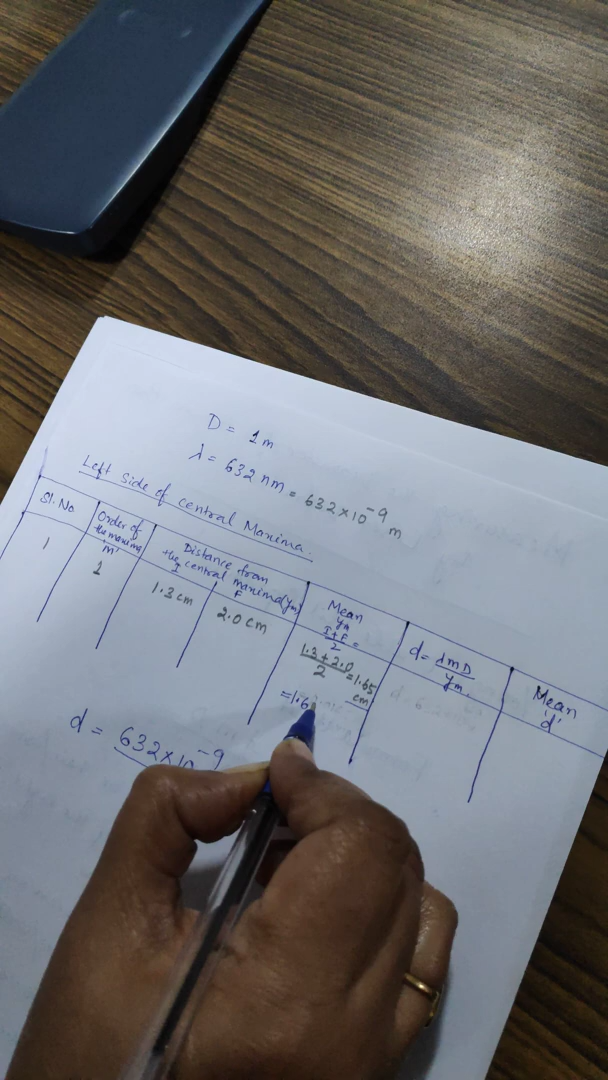 D = 1m
λ = 632 nm = 632×10⁻⁹ m
Left side of central Maxima.
Sl. No
Order of
the maxima
'm'
Distance from
the central maxima (ym)
I F
Mean
ym
I+F/2 =
d = λmD/ym.
Mean
'd'
1
1
1.3 cm
2.0 cm
1.3+2.0/2 = 1.65
cm
= 1.6
d = 632×10⁻⁹